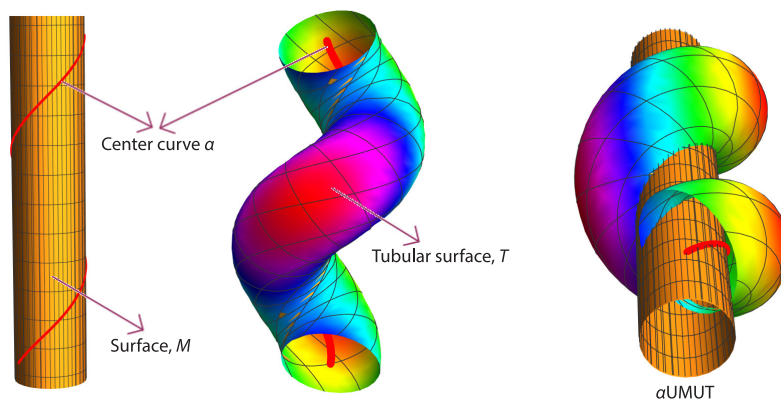 Center curve α
Tubular surface, T
Surface, M
αUMUT